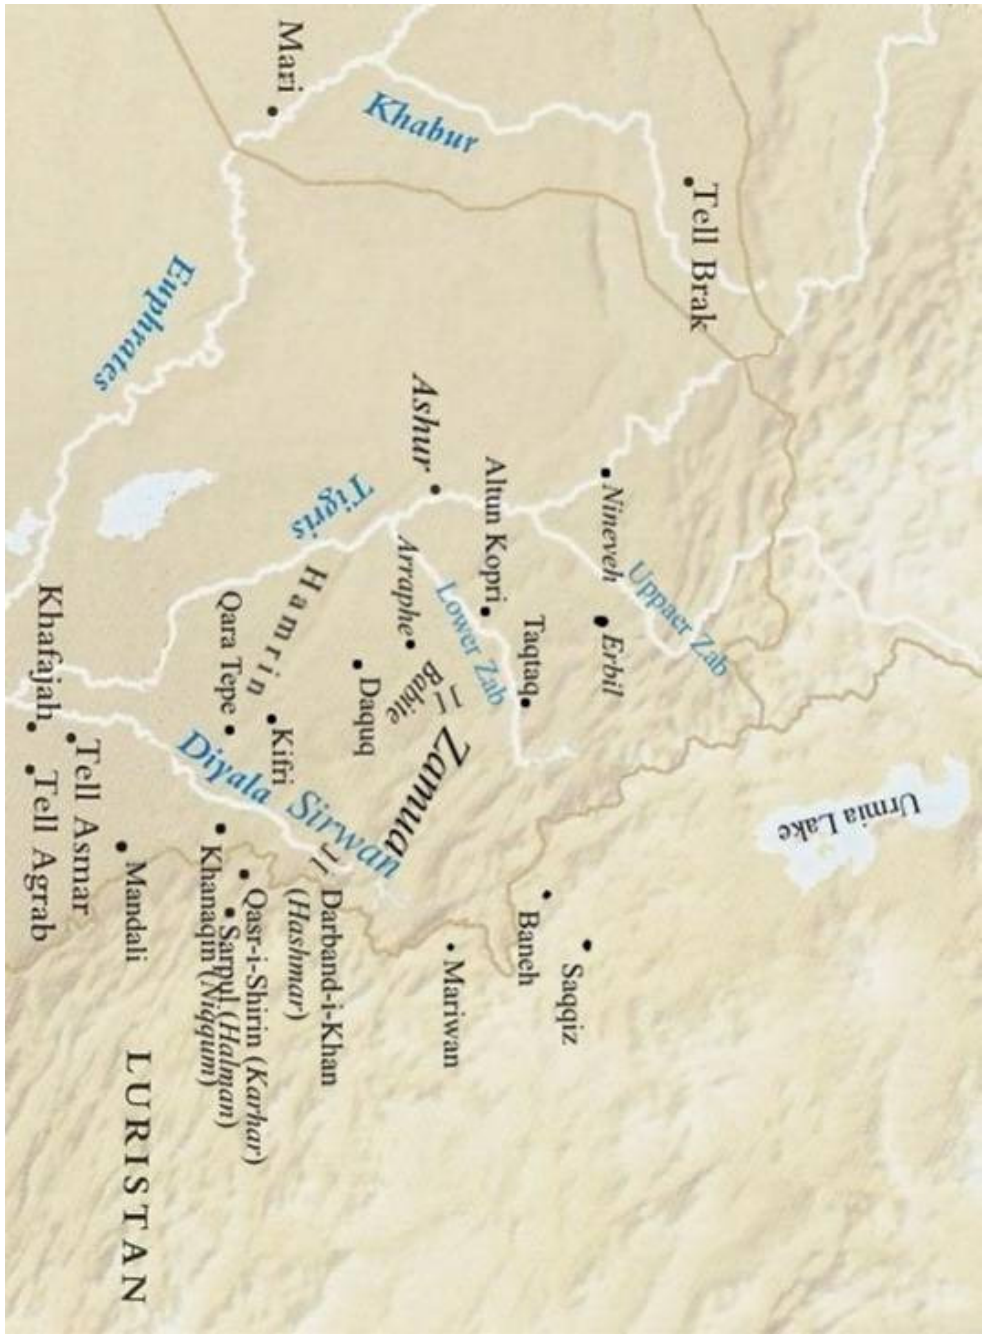 Tell Brak
Khabur
Mari
Euphrates
Nineveh
Uppaer Zab
Erbil
Urmia Lake
Altun Kopri
Taqtaq
Ashur
Lower Zab
Arraphe
Babite
Zamua
Tigris
Hamrin
Daquq
Kifri
Qara Tepe
Diyala Sirwan
Saqqiz
Baneh
Mariwan
Darband-i-Khan
(Hashmar)
Qasr-i-Shirin (Karhar)
Sarpul (Halman)
Khanaqin (Niqqum)
Mandali
Khafajah
Tell Asmar
Tell Agrab
LURISTAN